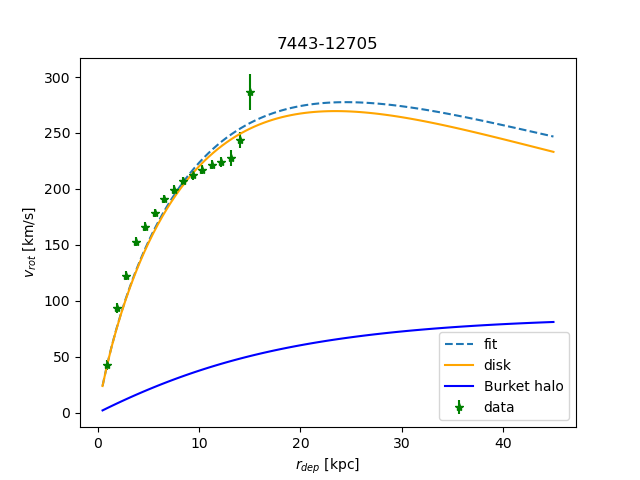 7443-12705
300
250
200
150
100
50
0
v_rot [km/s]
0 10 20 30 40
r_dep [kpc]
fit
disk
Burket halo
data